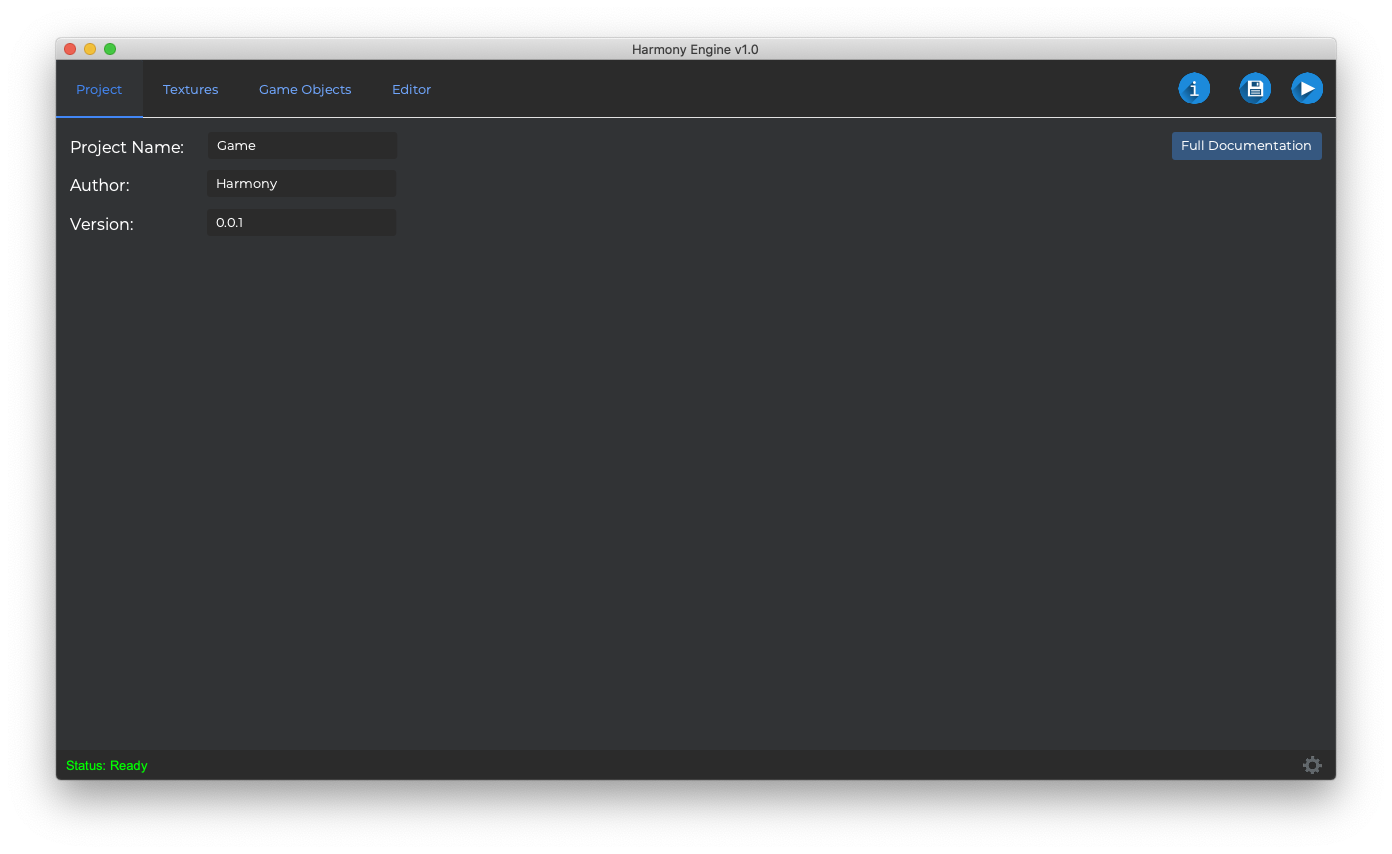 Harmony Engine v1.0
Project Textures Game Objects Editor
Project Name: Game Full Documentation
Author: Harmony
Version: 0.0.1
Status: Ready